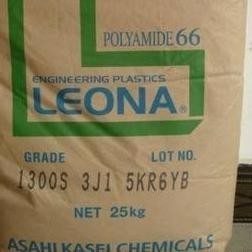 POLYAMIDE 66
ENGINEERING PLASTICS
LEONA®
GRADE LOT NO.
1300S 3J1 5KR6YB
NET 25kg
ASAHI KASEI CHEMICALS